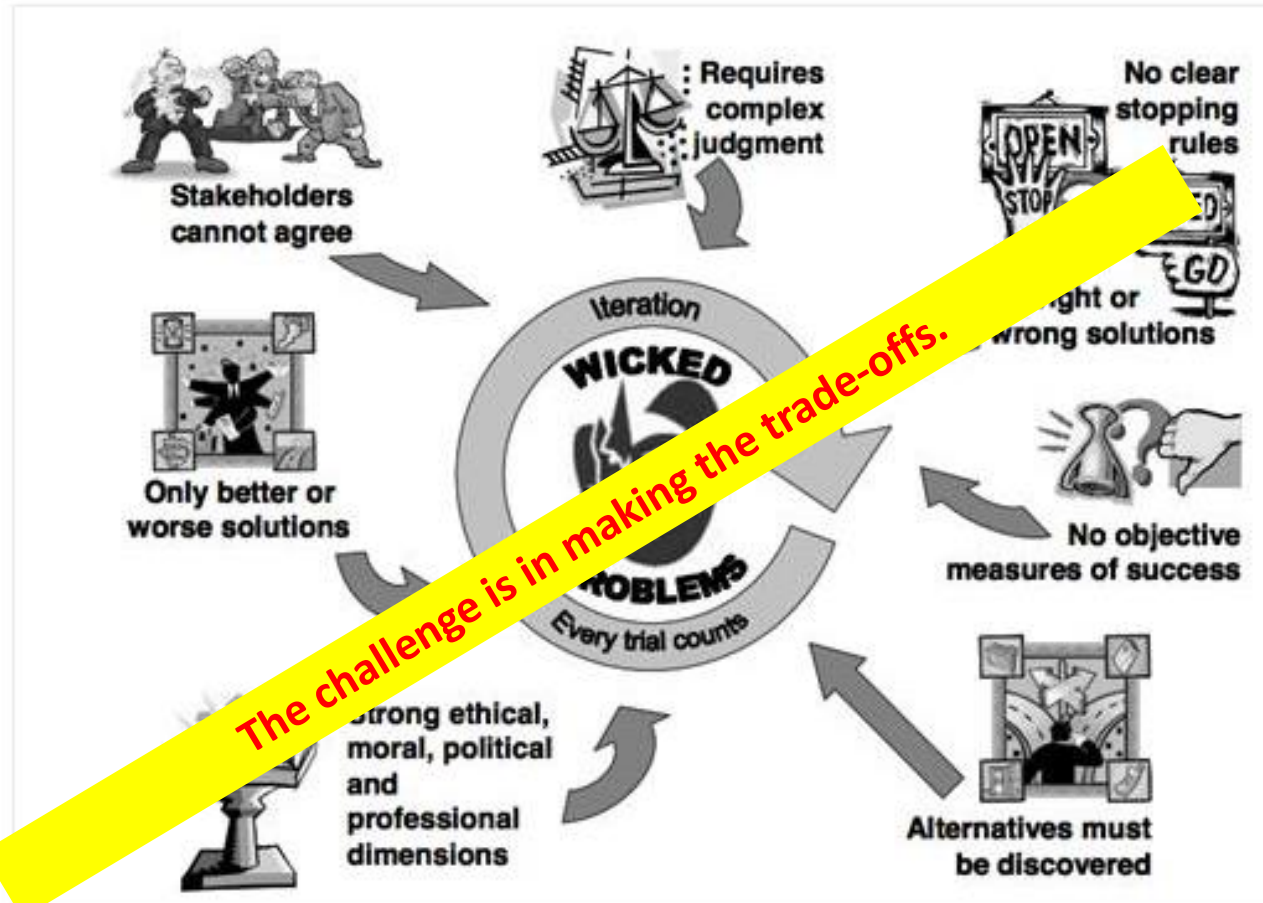 Stakeholders
cannot agree
Requires
complex
judgment
No clear
stopping
rules
OPEN
STOP
GO
or
wrong solutions
Iteration
WICKED
Only better or
worse solutions
The challenge is in making the trade-offs.
No objective
measures of success
Every trial counts
ethical,
moral, political
and
professional
dimensions
Alternatives must
be discovered